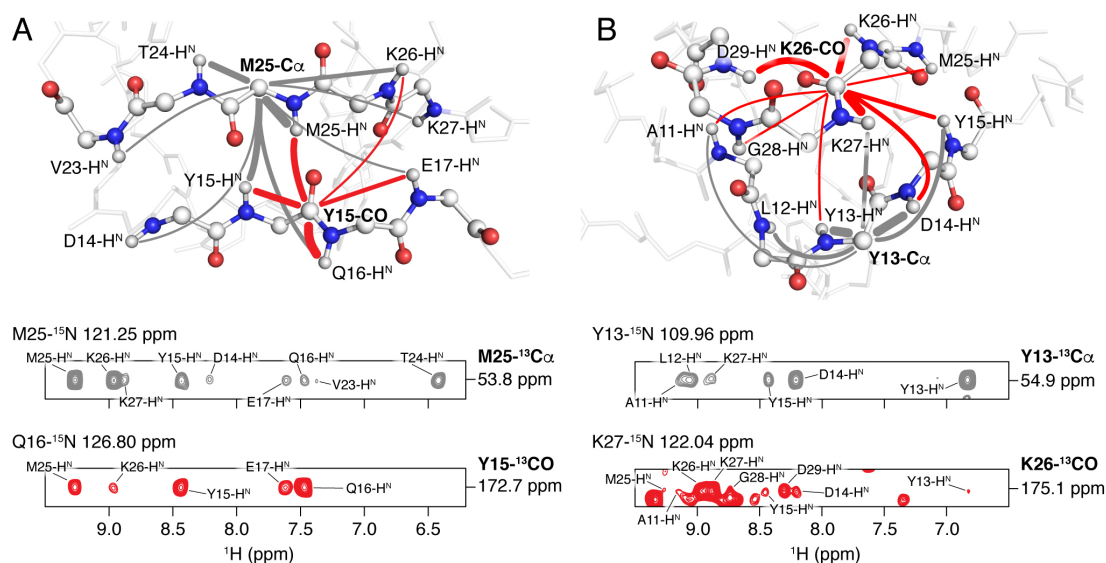 A
T24-Hᴺ
M25-Cα
K26-Hᴺ
M25-Hᴺ
K27-Hᴺ
V23-Hᴺ
Y15-Hᴺ
E17-Hᴺ
Y15-CO
D14-Hᴺ
Q16-Hᴺ
B
K26-Hᴺ
D29-Hᴺ
K26-CO
M25-Hᴺ
A11-Hᴺ
Y15-Hᴺ
G28-Hᴺ
K27-Hᴺ
L12-Hᴺ
Y13-Hᴺ
D14-Hᴺ
Y13-Cα
M25-¹⁵N 121.25 ppm
M25-Hᴺ K26-Hᴺ Y15-Hᴺ D14-Hᴺ Q16-Hᴺ T24-Hᴺ
M25-¹³Cα
53.8 ppm
K27-Hᴺ E17-Hᴺ V23-Hᴺ
Q16-¹⁵N 126.80 ppm
M25-Hᴺ K26-Hᴺ E17-Hᴺ
Y15-¹³CO
172.7 ppm
Y15-Hᴺ Q16-Hᴺ
9.0 8.5 8.0 7.5 7.0 6.5
¹H (ppm)
Y13-¹⁵N 109.96 ppm
L12-Hᴺ K27-Hᴺ
Y13-¹³Cα
54.9 ppm
D14-Hᴺ Y13-Hᴺ
A11-Hᴺ Y15-Hᴺ
K27-¹⁵N 122.04 ppm
M25-Hᴺ K26-Hᴺ K27-Hᴺ G28-Hᴺ D29-Hᴺ Y13-Hᴺ
K26-¹³CO
175.1 ppm
D14-Hᴺ
A11-Hᴺ Y15-Hᴺ
9.0 8.5 8.0 7.5 7.0
¹H (ppm)